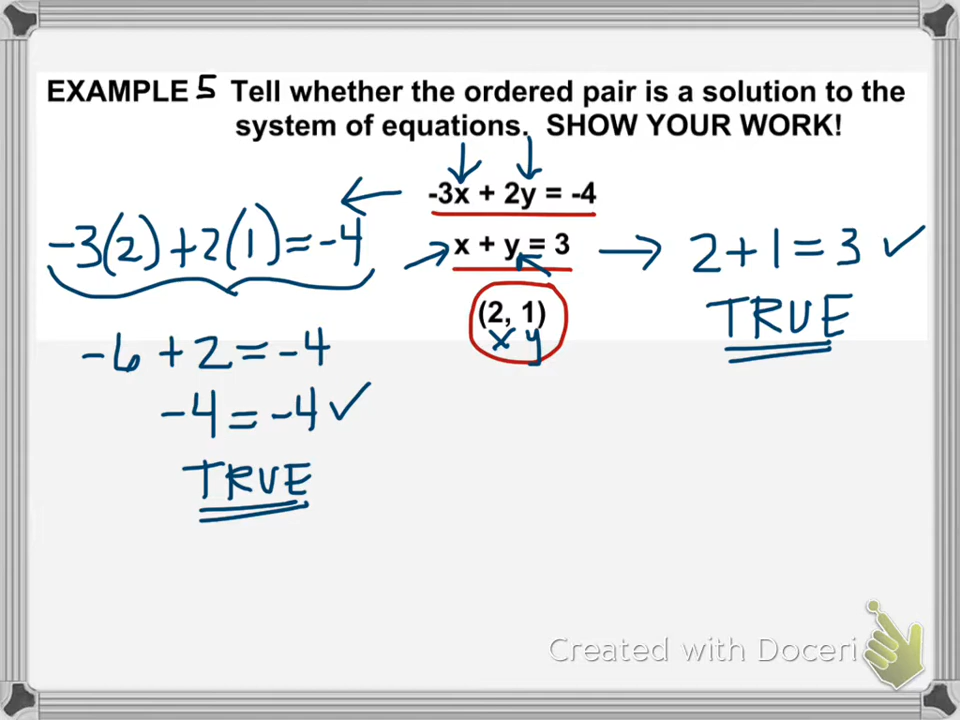 EXAMPLE 5 Tell whether the ordered pair is a solution to the
system of equations. SHOW YOUR WORK!
-3x + 2y = -4
x + y = 3
(2, 1)
x y
-3(2)+2(1)=-4
-6+2=-4
-4=-4✓
TRUE
2+1=3✓
TRUE
Created with Doceri